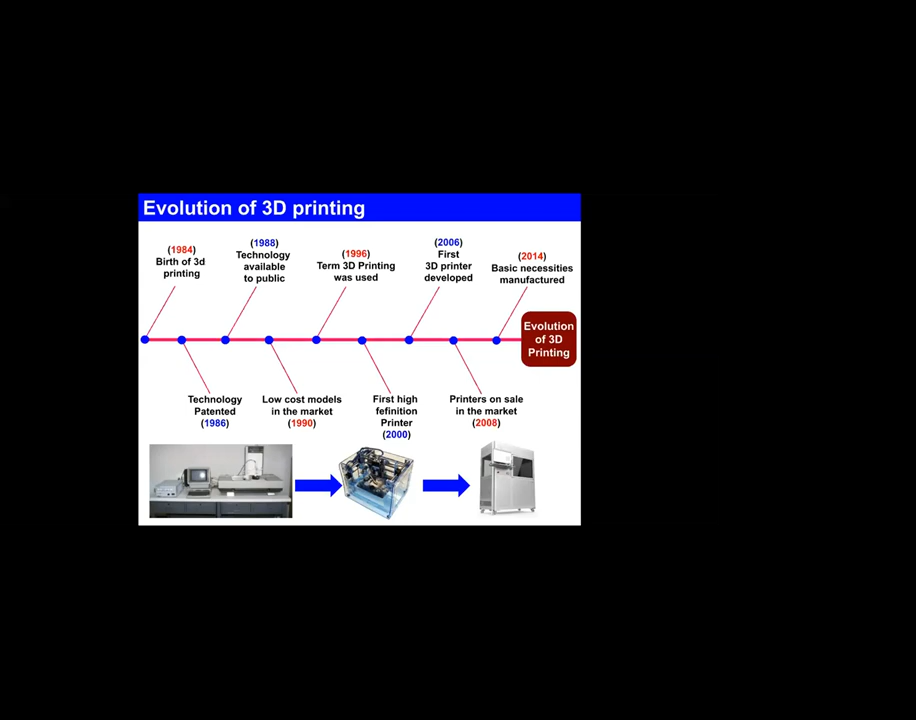 Evolution of 3D printing
(1984)
Birth of 3d
printing
(1988)
Technology
available
to public
(1996)
Term 3D Printing
was used
(2006)
First
3D printer
developed
(2014)
Basic necessities
manufactured
Evolution
of 3D
Printing
Technology
Patented
(1986)
Low cost models
in the market
(1990)
First high
fefinition
Printer
(2000)
Printers on sale
in the market
(2008)